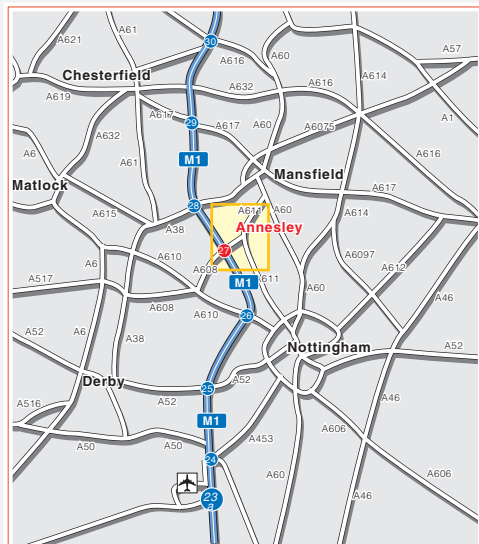 A61
30
A621
A60
A57
A616
Chesterfield
A614
A632
A616
A619
A617
A1
29
A617
A60
A6075
A632
A6
M1
A61
A616
Mansfield
Matlock
A617
28
A611
A60
A615
A614
A38
Annesley
27
A610
A6097
A6
A608
A612
A517
A611
M1
A60
A608
A610
26
A46
A52
A6
A38
Nottingham
A52
Derby
A52
25
A516
A52
A46
M1
A606
A50
A50
A453
24
A60
A606
23
a
A46